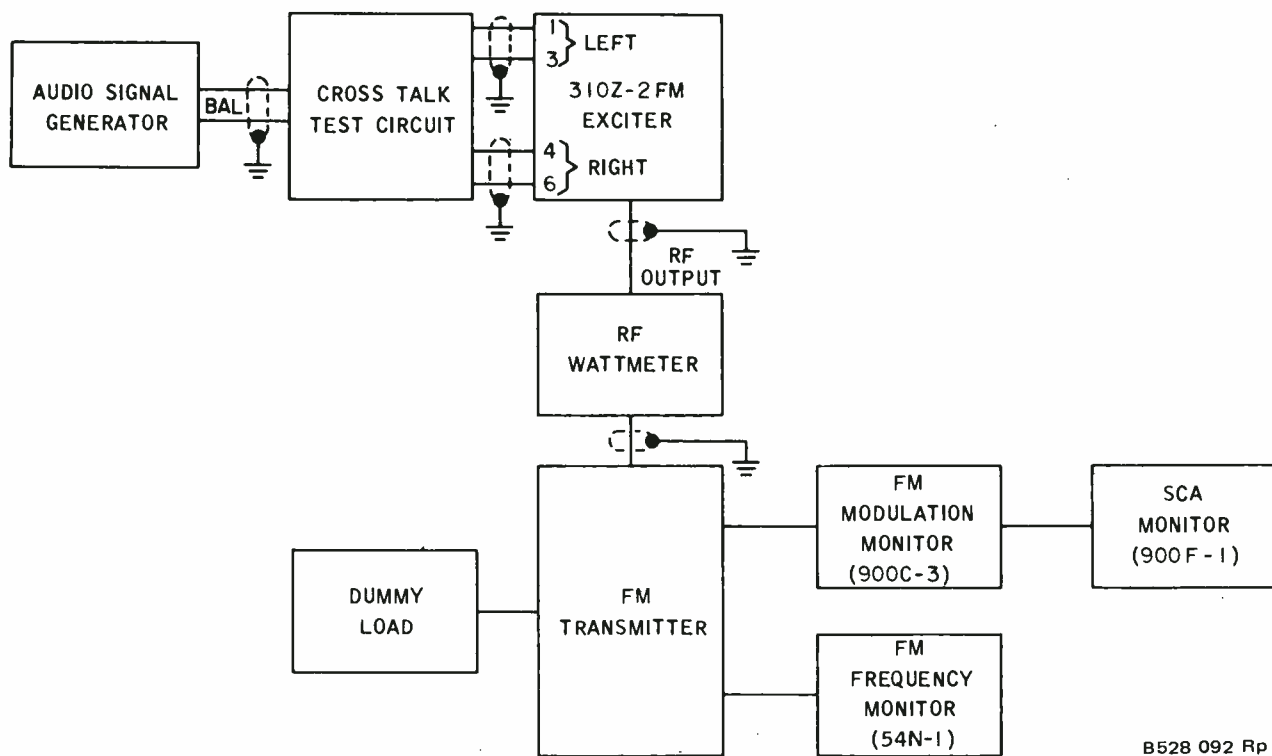 AUDIO SIGNAL
GENERATOR
BAL
CROSS TALK
TEST CIRCUIT
1
3
LEFT
310Z-2 FM
EXCITER
4
6
RIGHT
RF
OUTPUT
RF
WATTMETER
DUMMY
LOAD
FM
TRANSMITTER
FM
MODULATION
MONITOR
(900C-3)
SCA
MONITOR
(900F-1)
FM
FREQUENCY
MONITOR
(54N-1)
B528 092 Rp